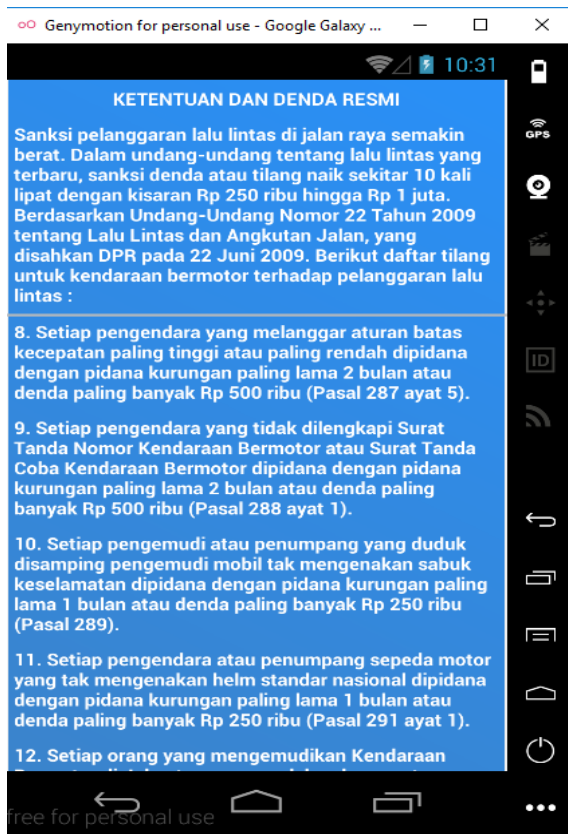 Genymotion for personal use - Google Galaxy ...
10:31
KETENTUAN DAN DENDA RESMI
GPS
Sanksi pelanggaran lalu lintas di jalan raya semakin
berat. Dalam undang-undang tentang lalu lintas yang
terbaru, sanksi denda atau tilang naik sekitar 10 kali
lipat dengan kisaran Rp 250 ribu hingga Rp 1 juta.
Berdasarkan Undang-Undang Nomor 22 Tahun 2009
tentang Lalu Lintas dan Angkutan Jalan, yang
disahkan DPR pada 22 Juni 2009. Berikut daftar tilang
untuk kendaraan bermotor terhadap pelanggaran lalu
lintas :
8. Setiap pengendara yang melanggar aturan batas
kecepatan paling tinggi atau paling rendah dipidana
dengan pidana kurungan paling lama 2 bulan atau
denda paling banyak Rp 500 ribu (Pasal 287 ayat 5).
ID
9. Setiap pengendara yang tidak dilengkapi Surat
Tanda Nomor Kendaraan Bermotor atau Surat Tanda
Coba Kendaraan Bermotor dipidana dengan pidana
kurungan paling lama 2 bulan atau denda paling
banyak Rp 500 ribu (Pasal 288 ayat 1).
10. Setiap pengemudi atau penumpang yang duduk
disamping pengemudi mobil tak mengenakan sabuk
keselamatan dipidana dengan pidana kurungan paling
lama 1 bulan atau denda paling banyak Rp 250 ribu
(Pasal 289).
11. Setiap pengendara atau penumpang sepeda motor
yang tak mengenakan helm standar nasional dipidana
dengan pidana kurungan paling lama 1 bulan atau
denda paling banyak Rp 250 ribu (Pasal 291 ayat 1).
12. Setiap orang yang mengemudikan Kendaraan
free for personal use